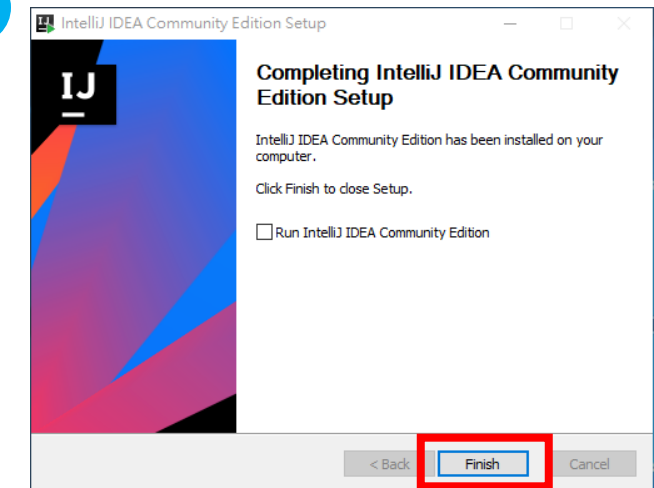 IntelliJ IDEA Community Edition Setup
IJ
Completing IntelliJ IDEA Community
Edition Setup
IntelliJ IDEA Community Edition has been installed on your
computer.
Click Finish to close Setup.
Run IntelliJ IDEA Community Edition
< Back
Finish
Cancel